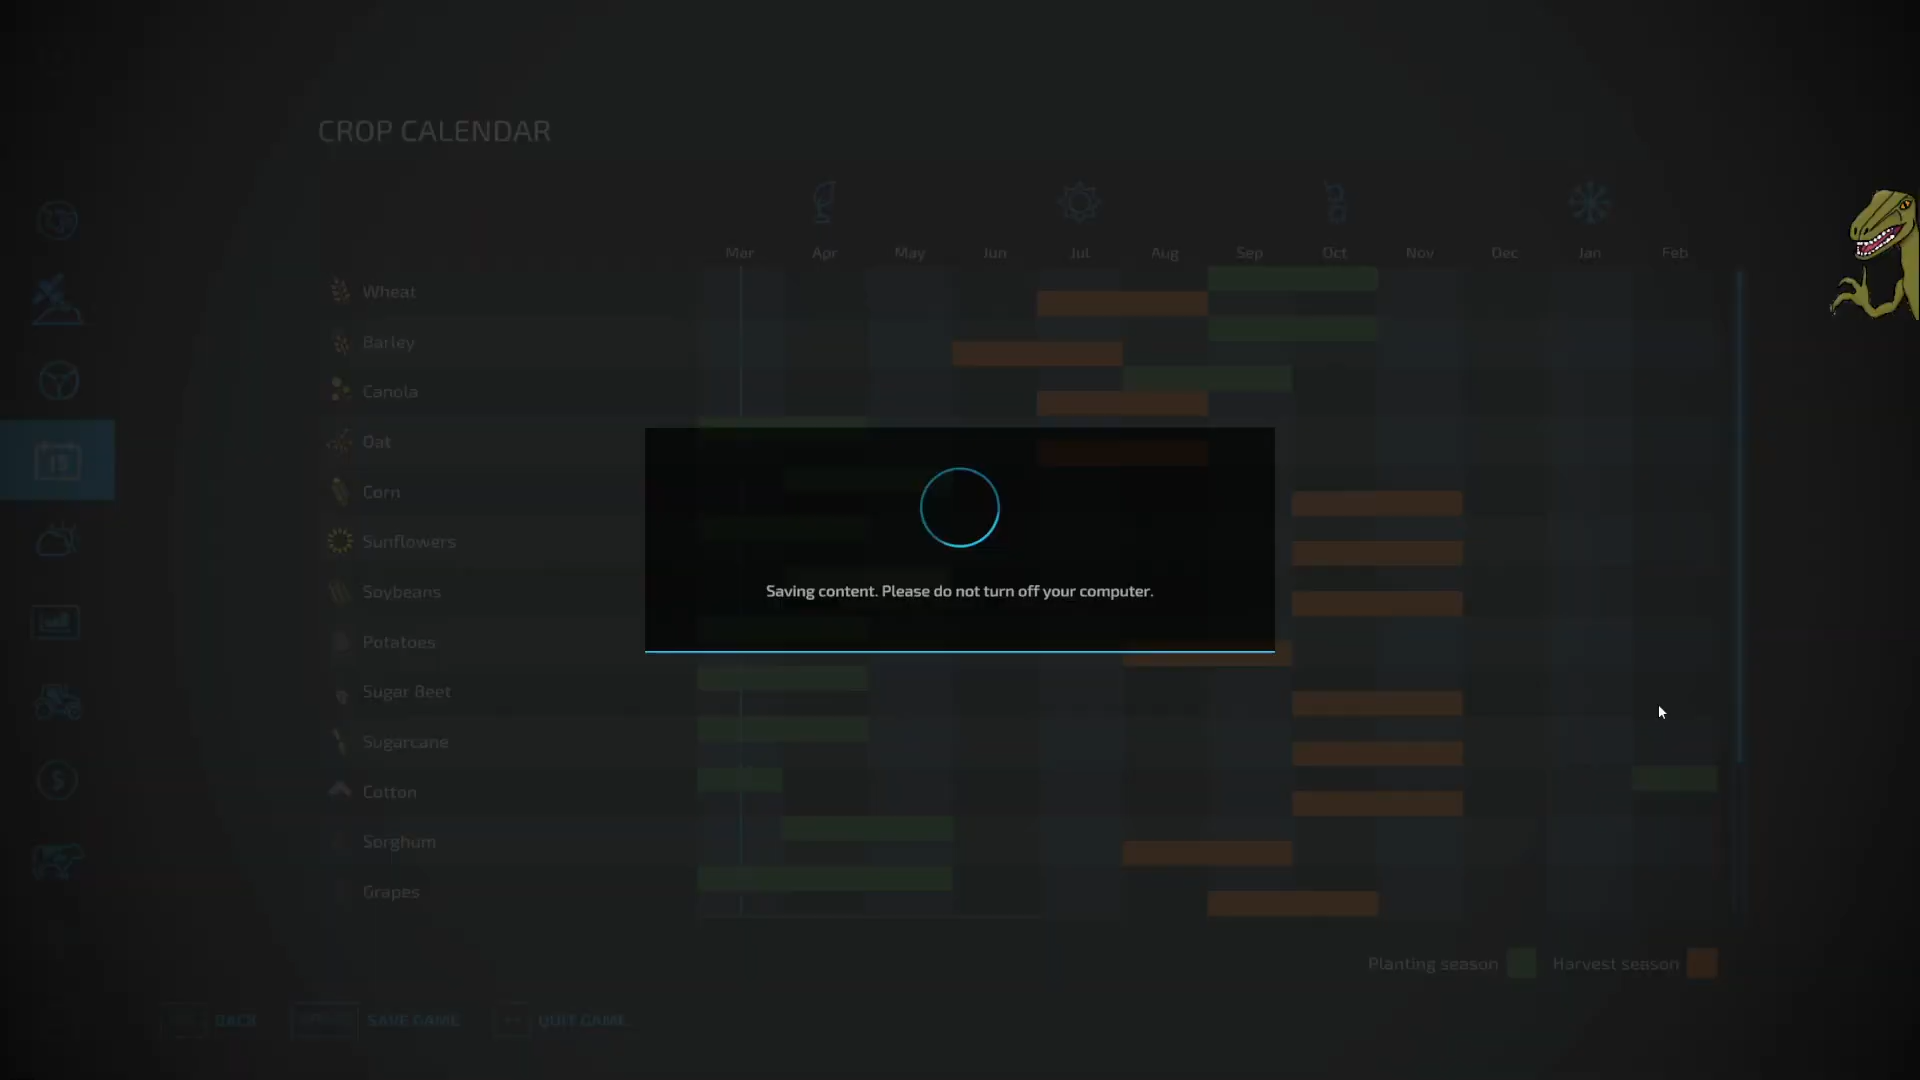 CROP CALENDAR
Mar Apr May Jun Jul Aug Sep Oct Nov Dec Jan Feb
Wheat
Barley
Canola
Oat
Corn
Sunflowers
Soybeans
Potatoes
Sugar Beet
Sugarcane
Cotton
Sorghum
Grapes
15
Saving content. Please do not turn off your computer.
$
Planting season Harvest season
BACK SAVE GAME QUIT GAME